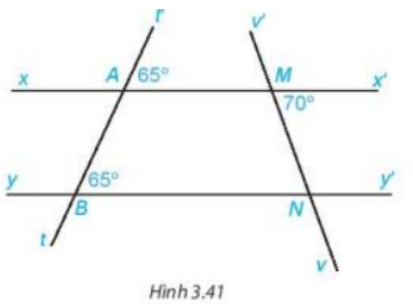 t' v'
x A 65° M x'
70°
y 65° y'
B N
t v
Hình 3.41